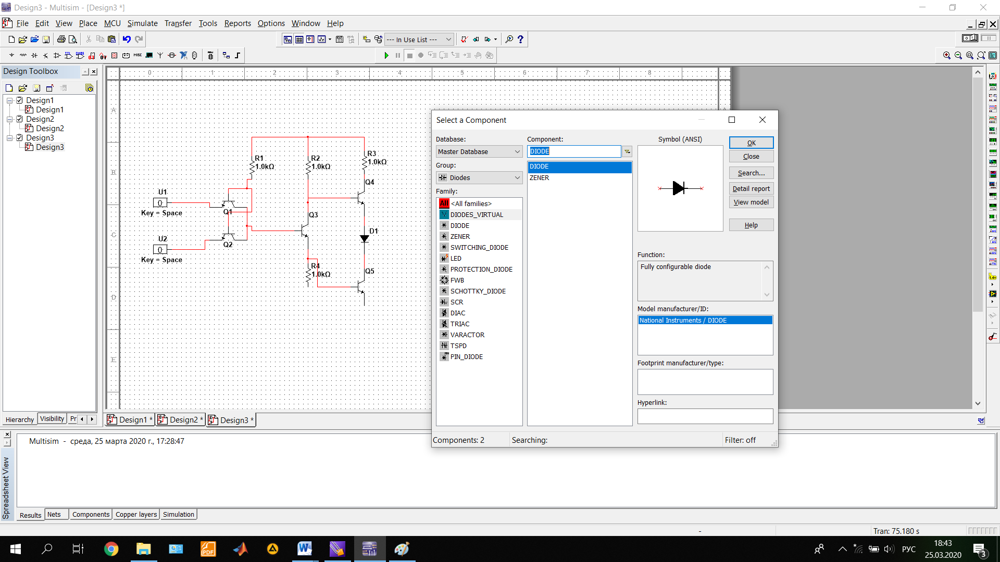 Design3 - Multisim - [Design3 *]
File Edit View Place MCU Simulate Transfer Tools Reports Options Window Help
--- In Use List ---
MISC
Design Toolbox
Design1
Design1
Design2
Design2
Design3
Design3
Hierarchy Visibility Pr
0 1 2 3 4 5 6 7 8
A
B
C
D
E
A
R1
1.0kΩ
R2
1.0kΩ
R3
1.0kΩ
Q4
U1
0
Key = Space
Q1
Q3
D1
U2
0
Key = Space
Q2
R4
1.0kΩ
Q5
Design1 * Design2 * Design3 *
Select a Component
Database:
Master Database
Group:
Diodes
Family:
All <All families>
DIODES_VIRTUAL
DIODE
ZENER
SWITCHING_DIODE
LED
PROTECTION_DIODE
FWB
SCHOTTKY_DIODE
SCR
DIAC
TRIAC
VARACTOR
TSPD
PIN_DIODE
Component:
DIODE
DIODE
ZENER
Symbol (ANSI)
OK
Close
Search...
Detail report
View model
Help
Function:
Fully configurable diode
Model manufacturer/ID:
National Instruments / DIODE
Footprint manufacturer/type:
Hyperlink:
Components: 2 Searching: Filter: off
Spreadsheet View
Multisim - среда, 25 марта 2020 г., 17:28:47
Results Nets Components Copper layers Simulation
- Tran: 75.180 s
РУС
18:43
25.03.2020
3